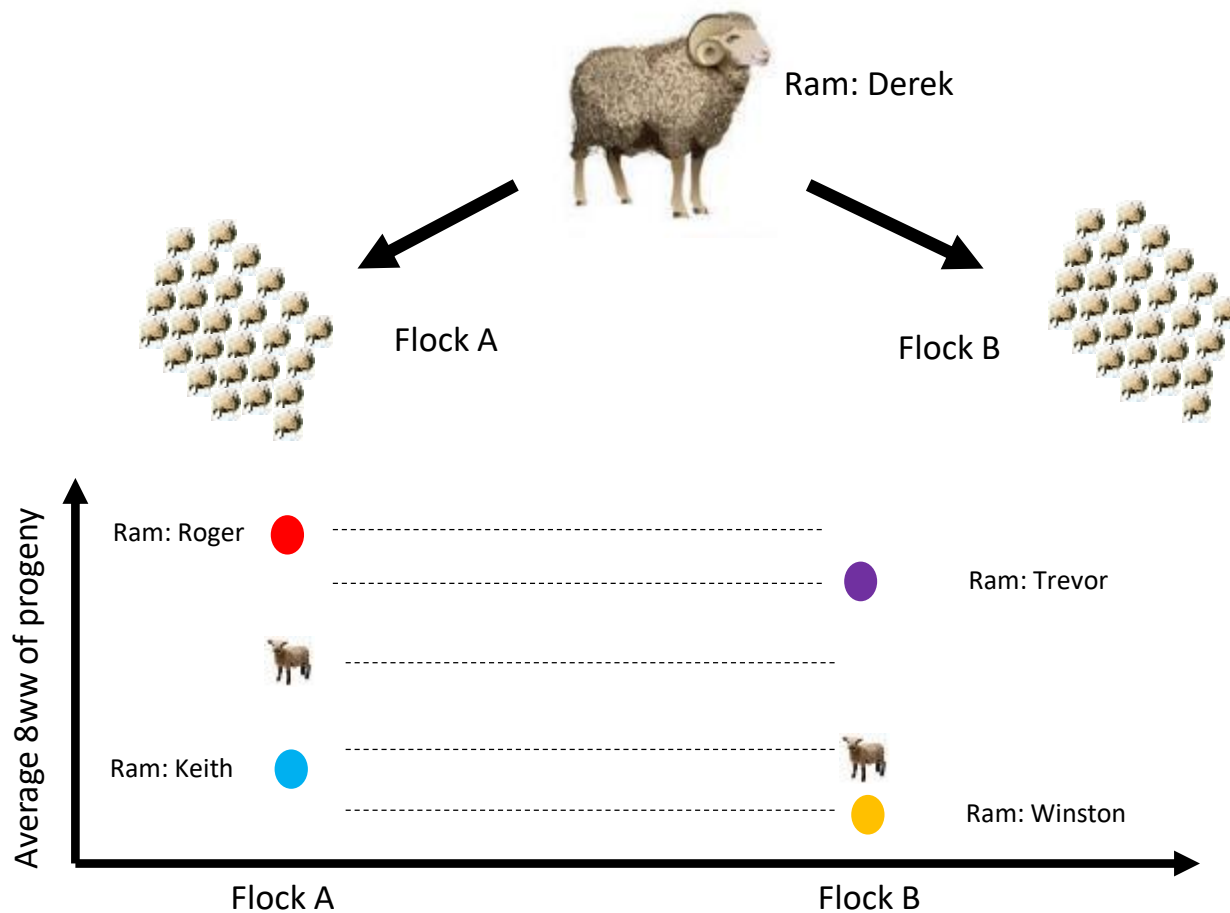 Ram: Derek
Flock A
Flock B
Average 8ww of progeny
Ram: Roger
Ram: Trevor
Ram: Keith
Ram: Winston
Flock A
Flock B